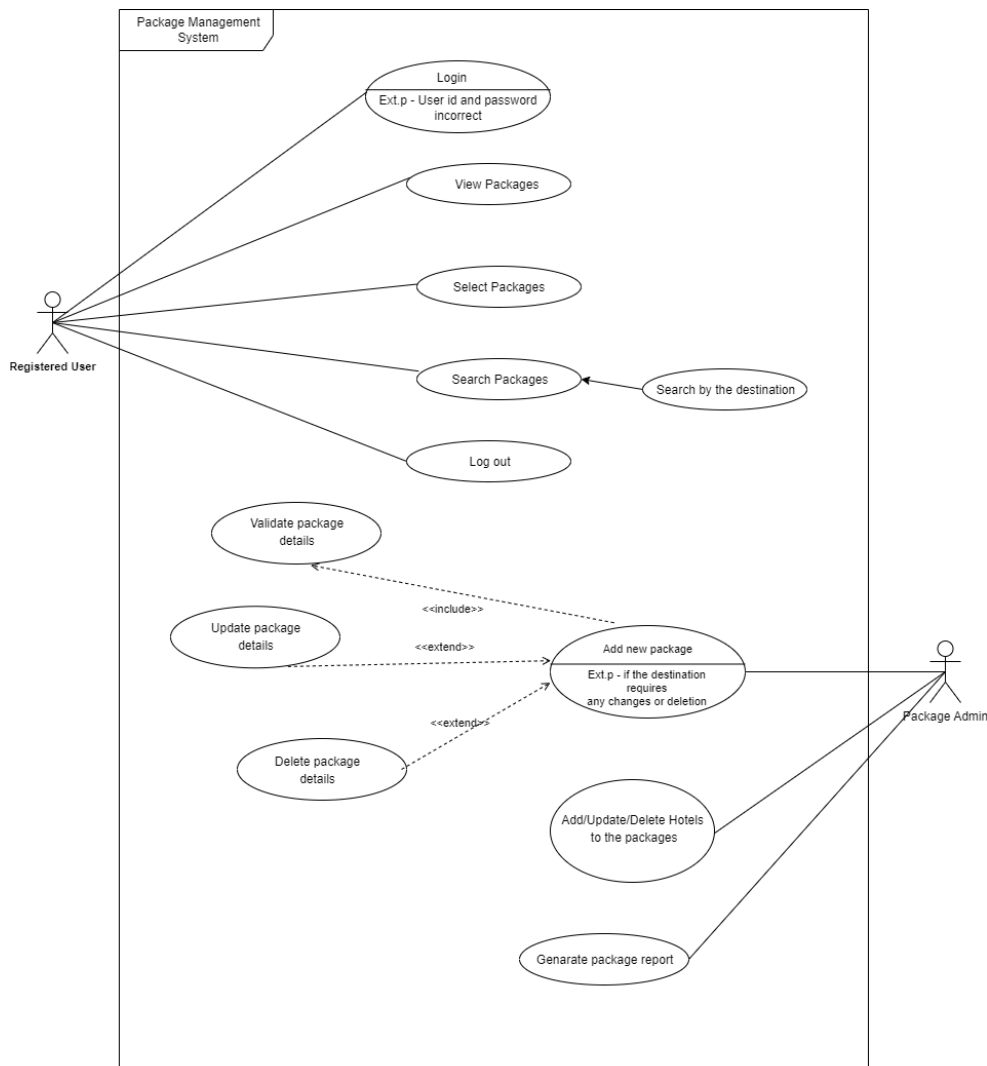 Package Management
System
Login
Ext.p - User id and password
incorrect
View Packages
Select Packages
Registered User
Search Packages
Search by the destination
Log out
Validate package
details
<<include>>
Update package
details
<<extend>>
Add new package
Ext.p - if the destination
requires
any changes or deletion
Package Admin
<<extend>>
Delete package
details
Add/Update/Delete Hotels
to the packages
Genarate package report